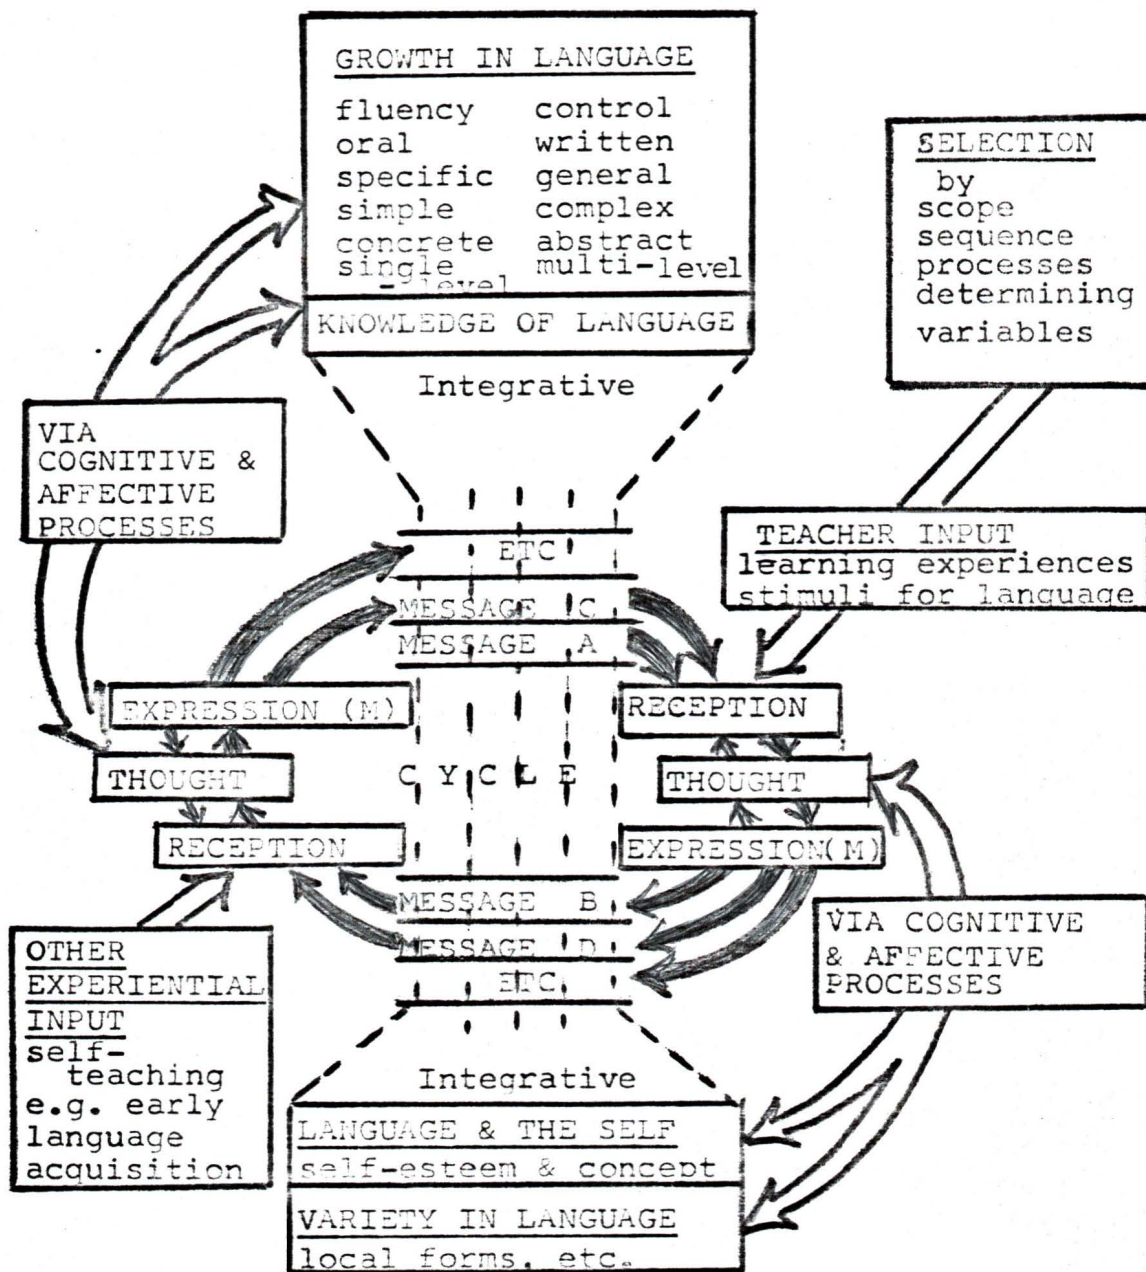 GROWTH IN LANGUAGE
fluency control
oral written
specific general
simple complex
concrete abstract
single multi-level
-level
KNOWLEDGE OF LANGUAGE
Integrative
SELECTION
by
scope
sequence
processes
determining
variables
VIA
COGNITIVE &
AFFECTIVE
PROCESSES
TEACHER INPUT
learning experiences
stimuli for language
ETC
MESSAGE C
MESSAGE A
EXPRESSION (M)
THOUGHT
RECEPTION
CYCLE
RECEPTION
THOUGHT
EXPRESSION(M)
MESSAGE B
MESSAGE D
ETC
OTHER
EXPERIENTIAL
INPUT
self-
teaching
e.g. early
language
acquisition
VIA COGNITIVE
& AFFECTIVE
PROCESSES
Integrative
LANGUAGE & THE SELF
self-esteem & concept
VARIETY IN LANGUAGE
local forms, etc.